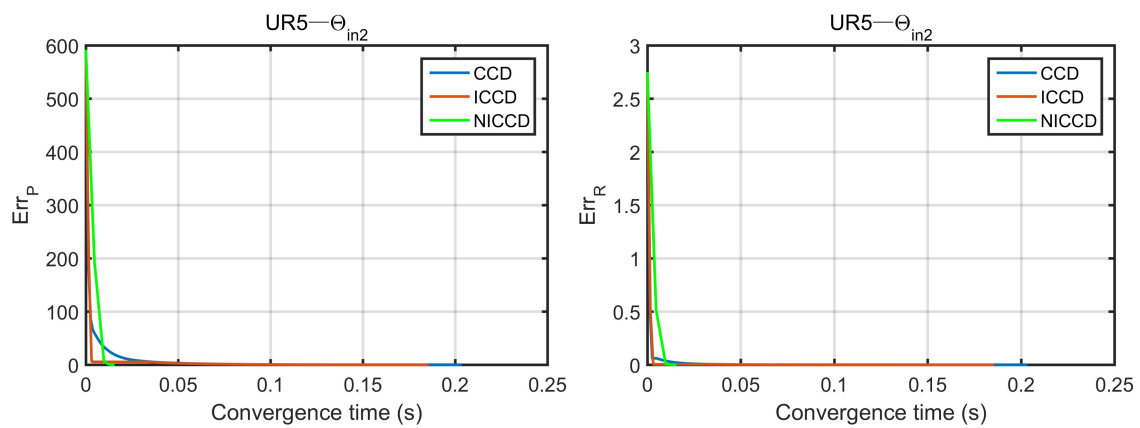 UR5—Θin2
600
500
400
300
200
100
0
ErrP
CCD
ICCD
NICCD
0 0.05 0.1 0.15 0.2 0.25
Convergence time (s)
UR5—Θin2
3
2.5
2
1.5
1
0.5
0
ErrR
CCD
ICCD
NICCD
0 0.05 0.1 0.15 0.2 0.25
Convergence time (s)